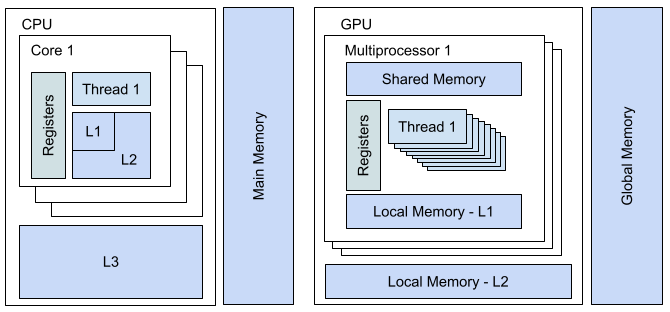 CPU
Core 1
Registers
Thread 1
L1
L2
L3
Main Memory
GPU
Multiprocessor 1
Shared Memory
Registers
Thread 1
Local Memory - L1
Local Memory - L2
Global Memory